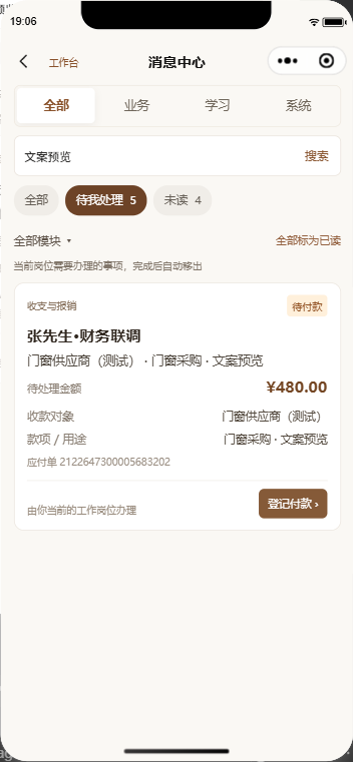 19:06
工作台
消息中心
全部 业务 学习 系统
文案预览 搜索
全部 待我处理 5 未读 4
全部模块 全部标为已读
当前岗位需要办理的事项，完成后自动移出
收支与报销 待付款
张先生•财务联调
门窗供应商（测试）·门窗采购·文案预览
待处理金额 ¥480.00
收款对象 门窗供应商（测试）
款项 / 用途 门窗采购·文案预览
应付单 2122647300005683202
由你当前的工作岗位办理 登记付款 ›